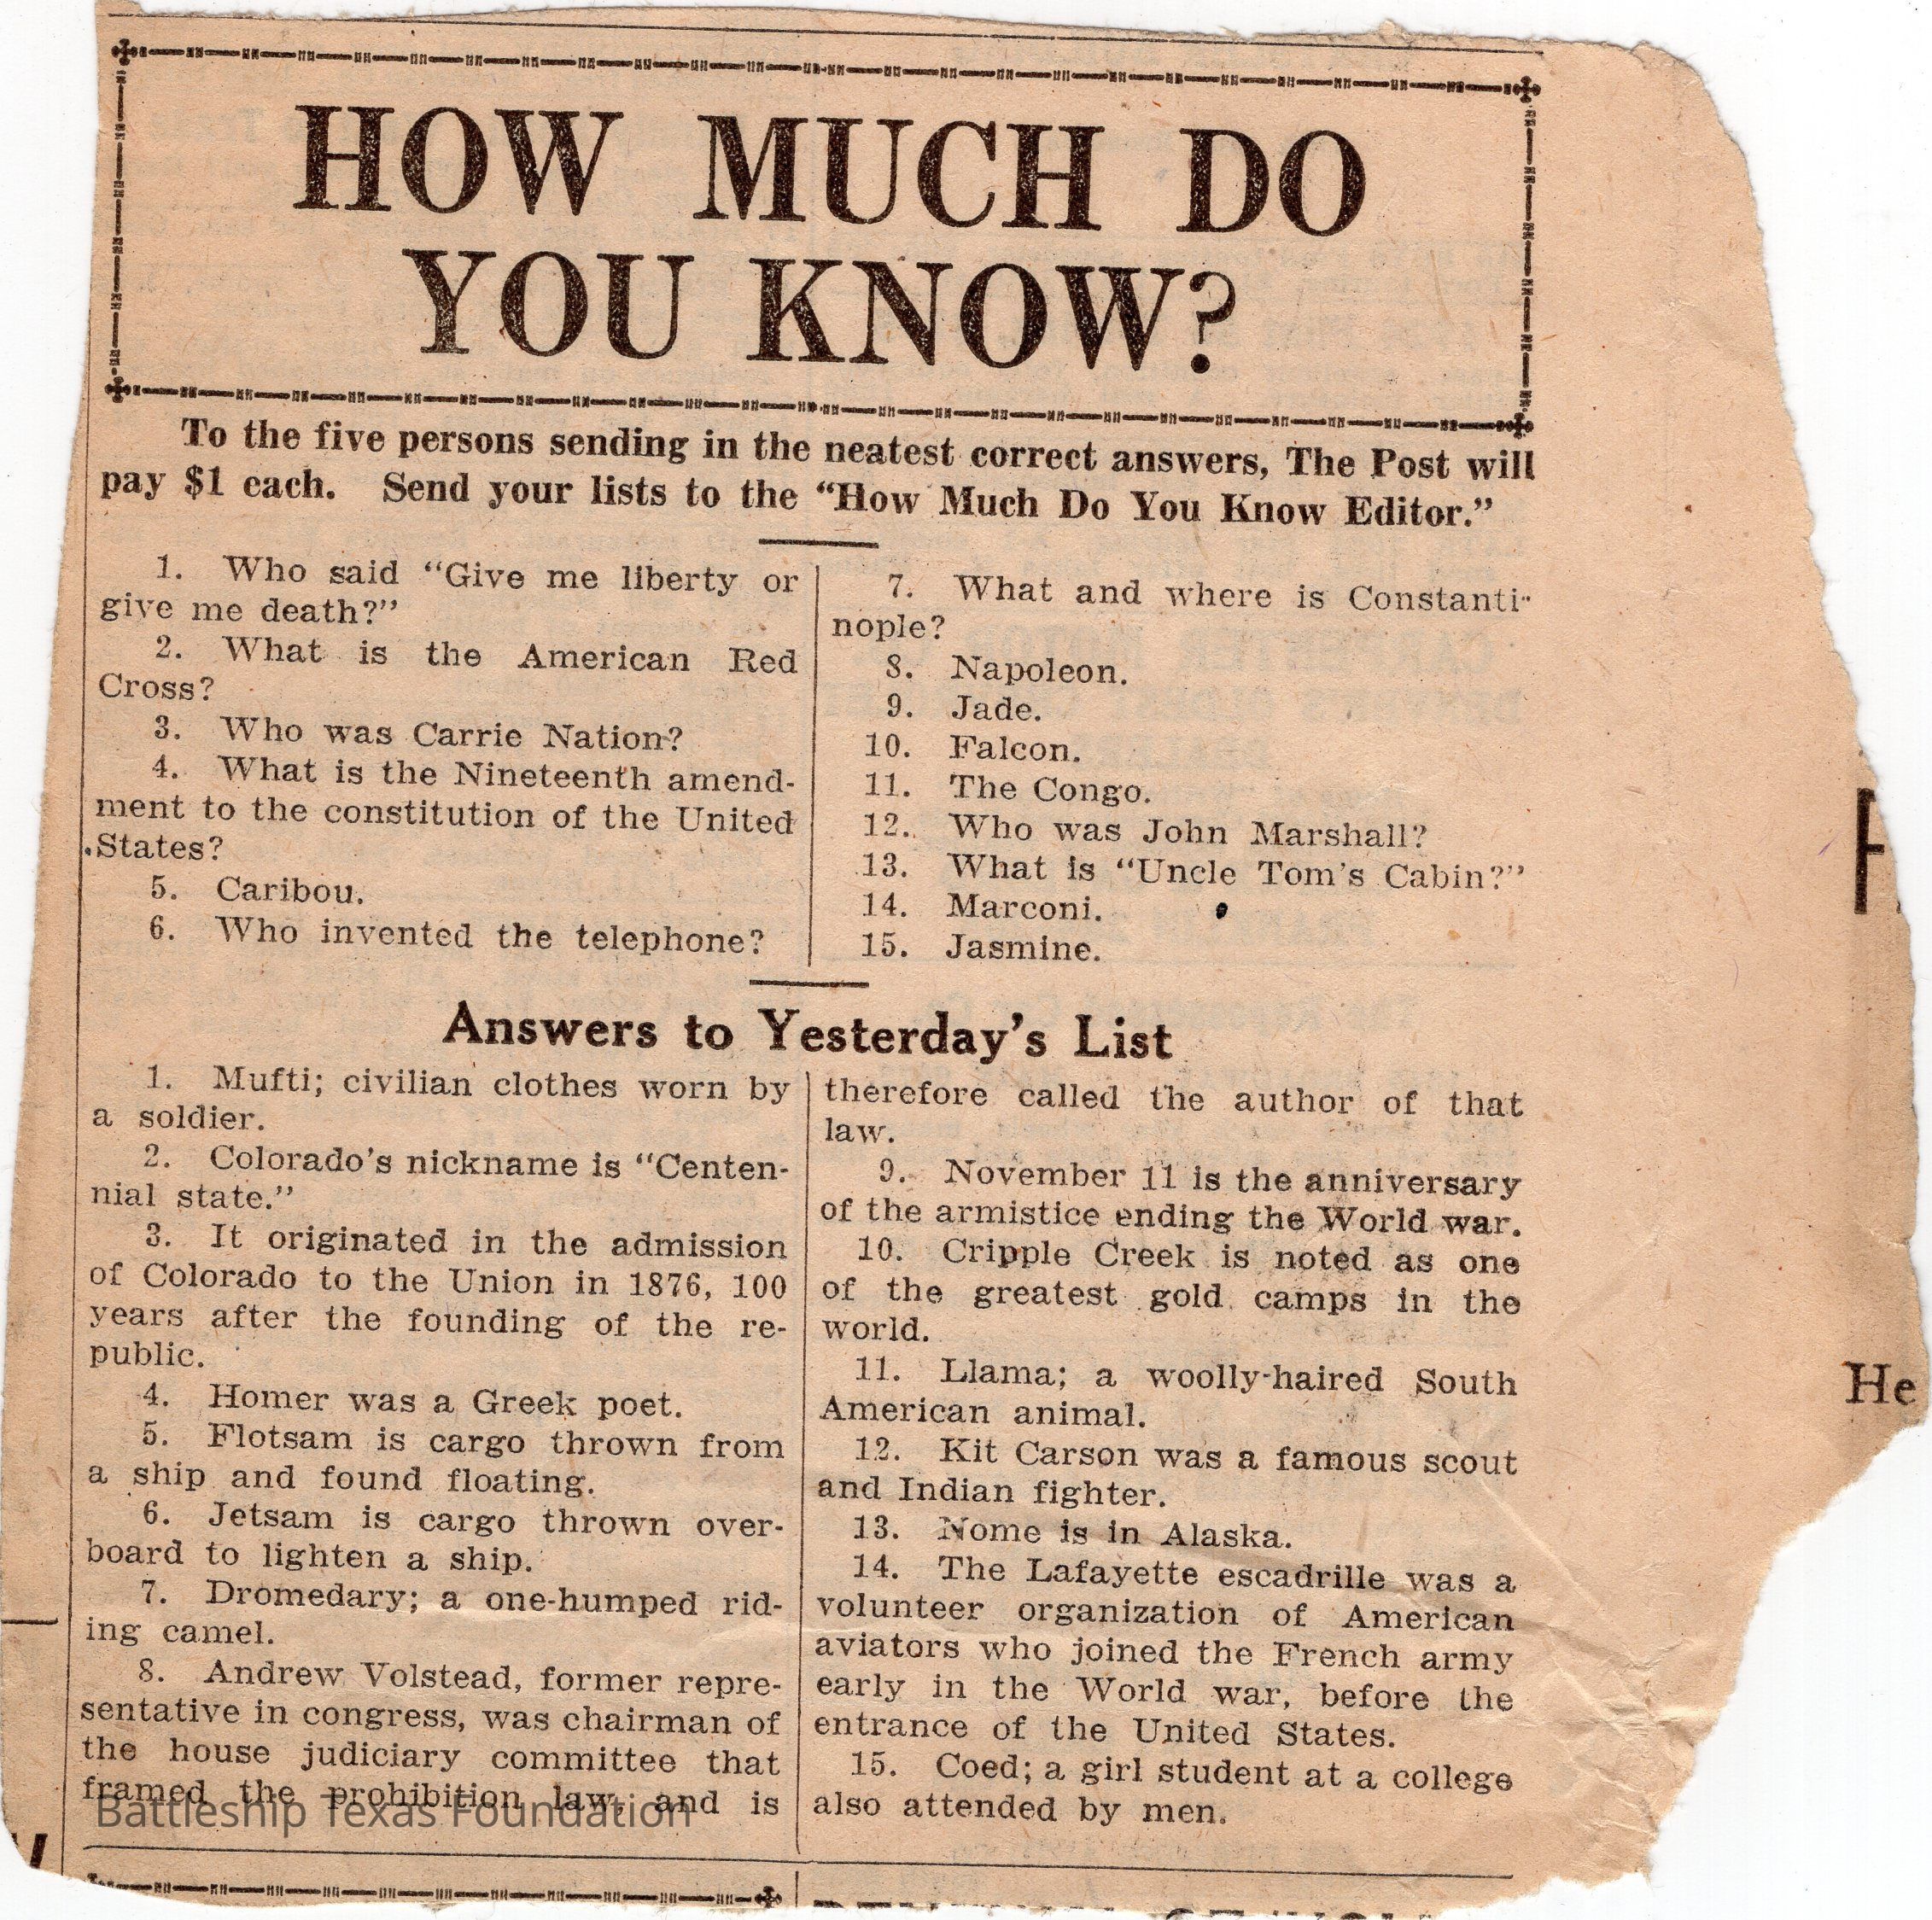 HOW MUCH DO
YOU KNOW?
To the five persons sending in the neatest correct answers, The Post will
pay $1 each. Send your lists to the “How Much Do You Know Editor.”
1. Who said “Give me liberty or
give me death?”
2. What is the American Red
Cross?
3. Who was Carrie Nation?
4. What is the Nineteenth amend-
ment to the constitution of the United
States?
5. Caribou.
6. Who invented the telephone?
7. What and where is Constanti-
nople?
8. Napoleon.
9. Jade.
10. Falcon.
11. The Congo.
12. Who was John Marshall?
13. What is “Uncle Tom’s Cabin?”
14. Marconi.
15. Jasmine.
Answers to Yesterday’s List
1. Mufti; civilian clothes worn by
a soldier.
2. Colorado’s nickname is “Centen-
nial state.”
3. It originated in the admission
of Colorado to the Union in 1876, 100
years after the founding of the re-
public.
4. Homer was a Greek poet.
5. Flotsam is cargo thrown from
a ship and found floating.
6. Jetsam is cargo thrown over-
board to lighten a ship.
7. Dromedary; a one-humped rid-
ing camel.
8. Andrew Volstead, former repre-
sentative in congress, was chairman of
the house judiciary committee that
framed the prohibition law, and is
therefore called the author of that
law.
9. November 11 is the anniversary
of the armistice ending the World war.
10. Cripple Creek is noted as one
of the greatest gold camps in the
world.
11. Llama; a woolly-haired South
American animal.
12. Kit Carson was a famous scout
and Indian fighter.
13. Nome is in Alaska.
14. The Lafayette escadrille was a
volunteer organization of American
aviators who joined the French army
early in the World war, before the
entrance of the United States.
15. Coed; a girl student at a college
also attended by men.
He
Battleship Texas Foundation